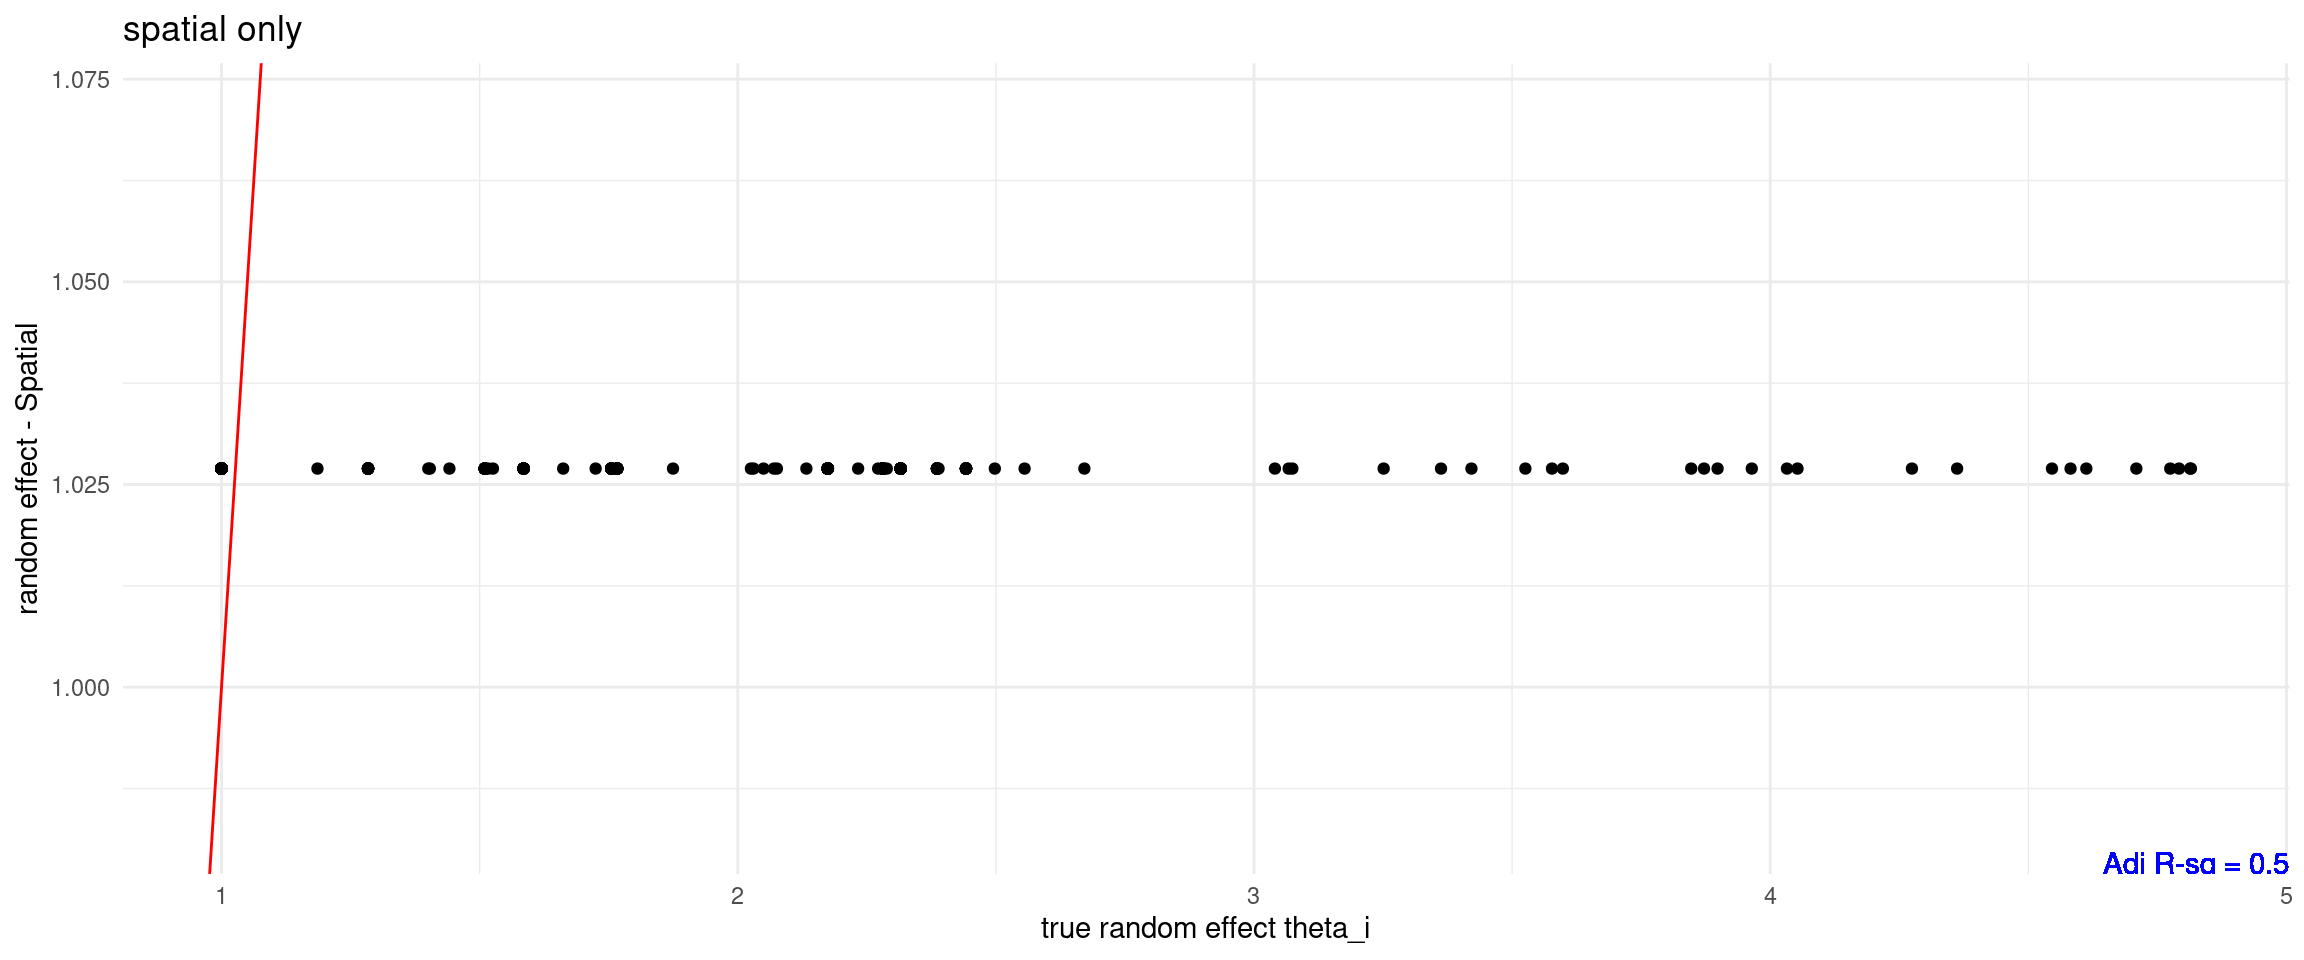 spatial only
random effect - Spatial
1.075
1.050
1.025
1.000
Adj R-sq = 0.5
1
2
3
4
5
true random effect theta_i